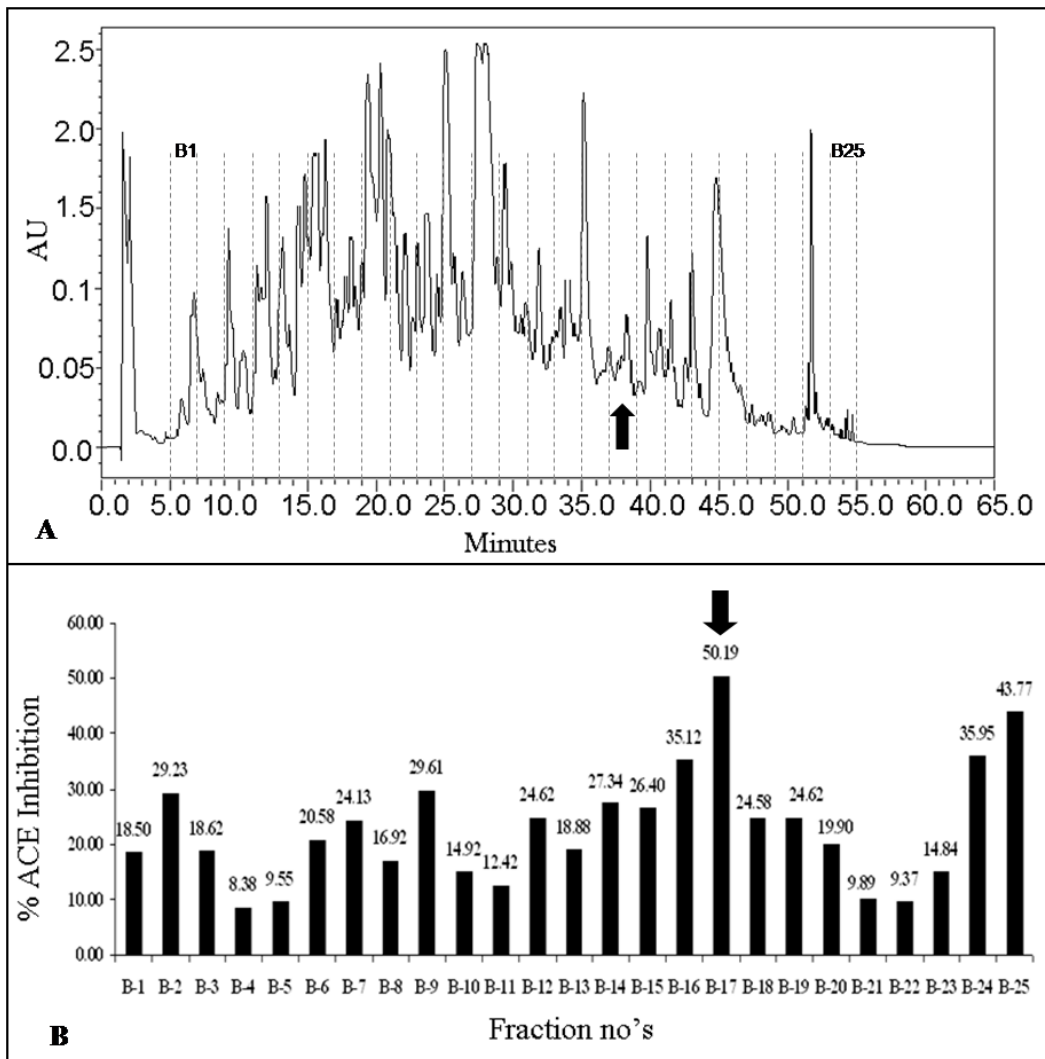 2.5
2.0
1.5
0.1
0.05
0.0
AU
B1
B25
0.0 5.0 10.0 15.0 20.0 25.0 30.0 35.0 40.0 45.0 50.0 55.0 60.0 65.0
Minutes
A
60.00
50.00
40.00
30.00
20.00
10.00
0.00
% ACE Inhibition
18.50 29.23 18.62 8.38 9.55 20.58 24.13 16.92 29.61 14.92 12.42 24.62 18.88 27.34 26.40 35.12 50.19 24.58 24.62 19.90 9.89 9.37 14.84 35.95 43.77
B-1 B-2 B-3 B-4 B-5 B-6 B-7 B-8 B-9 B-10 B-11 B-12 B-13 B-14 B-15 B-16 B-17 B-18 B-19 B-20 B-21 B-22 B-23 B-24 B-25
Fraction no's
B